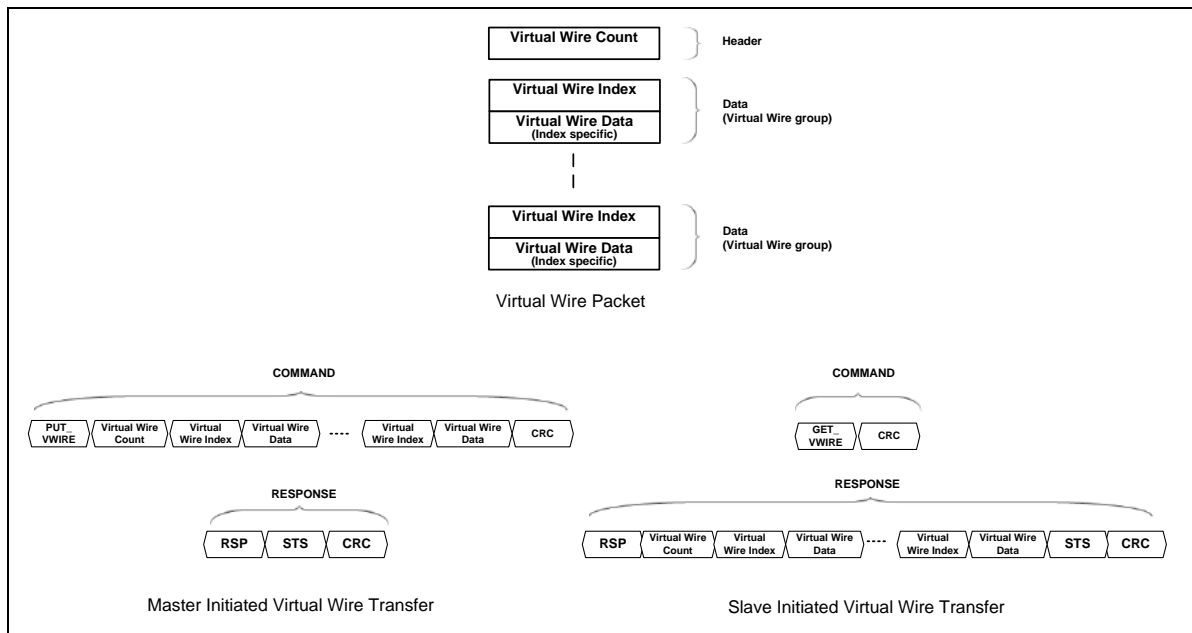 Virtual Wire Count
Header
Virtual Wire Index
Virtual Wire Data
(Index specific)
Data
(Virtual Wire group)
Virtual Wire Index
Virtual Wire Data
(Index specific)
Data
(Virtual Wire group)
Virtual Wire Packet
COMMAND
PUT_
VWIRE
Virtual Wire
Count
Virtual
Wire Index
Virtual Wire
Data
Virtual
Wire Index
Virtual Wire
Data
CRC
RESPONSE
RSP
STS
CRC
Master Initiated Virtual Wire Transfer
COMMAND
GET_
VWIRE
CRC
RESPONSE
RSP
Virtual Wire
Count
Virtual
Wire Index
Virtual Wire
Data
Virtual
Wire Index
Virtual Wire
Data
STS
CRC
Slave Initiated Virtual Wire Transfer